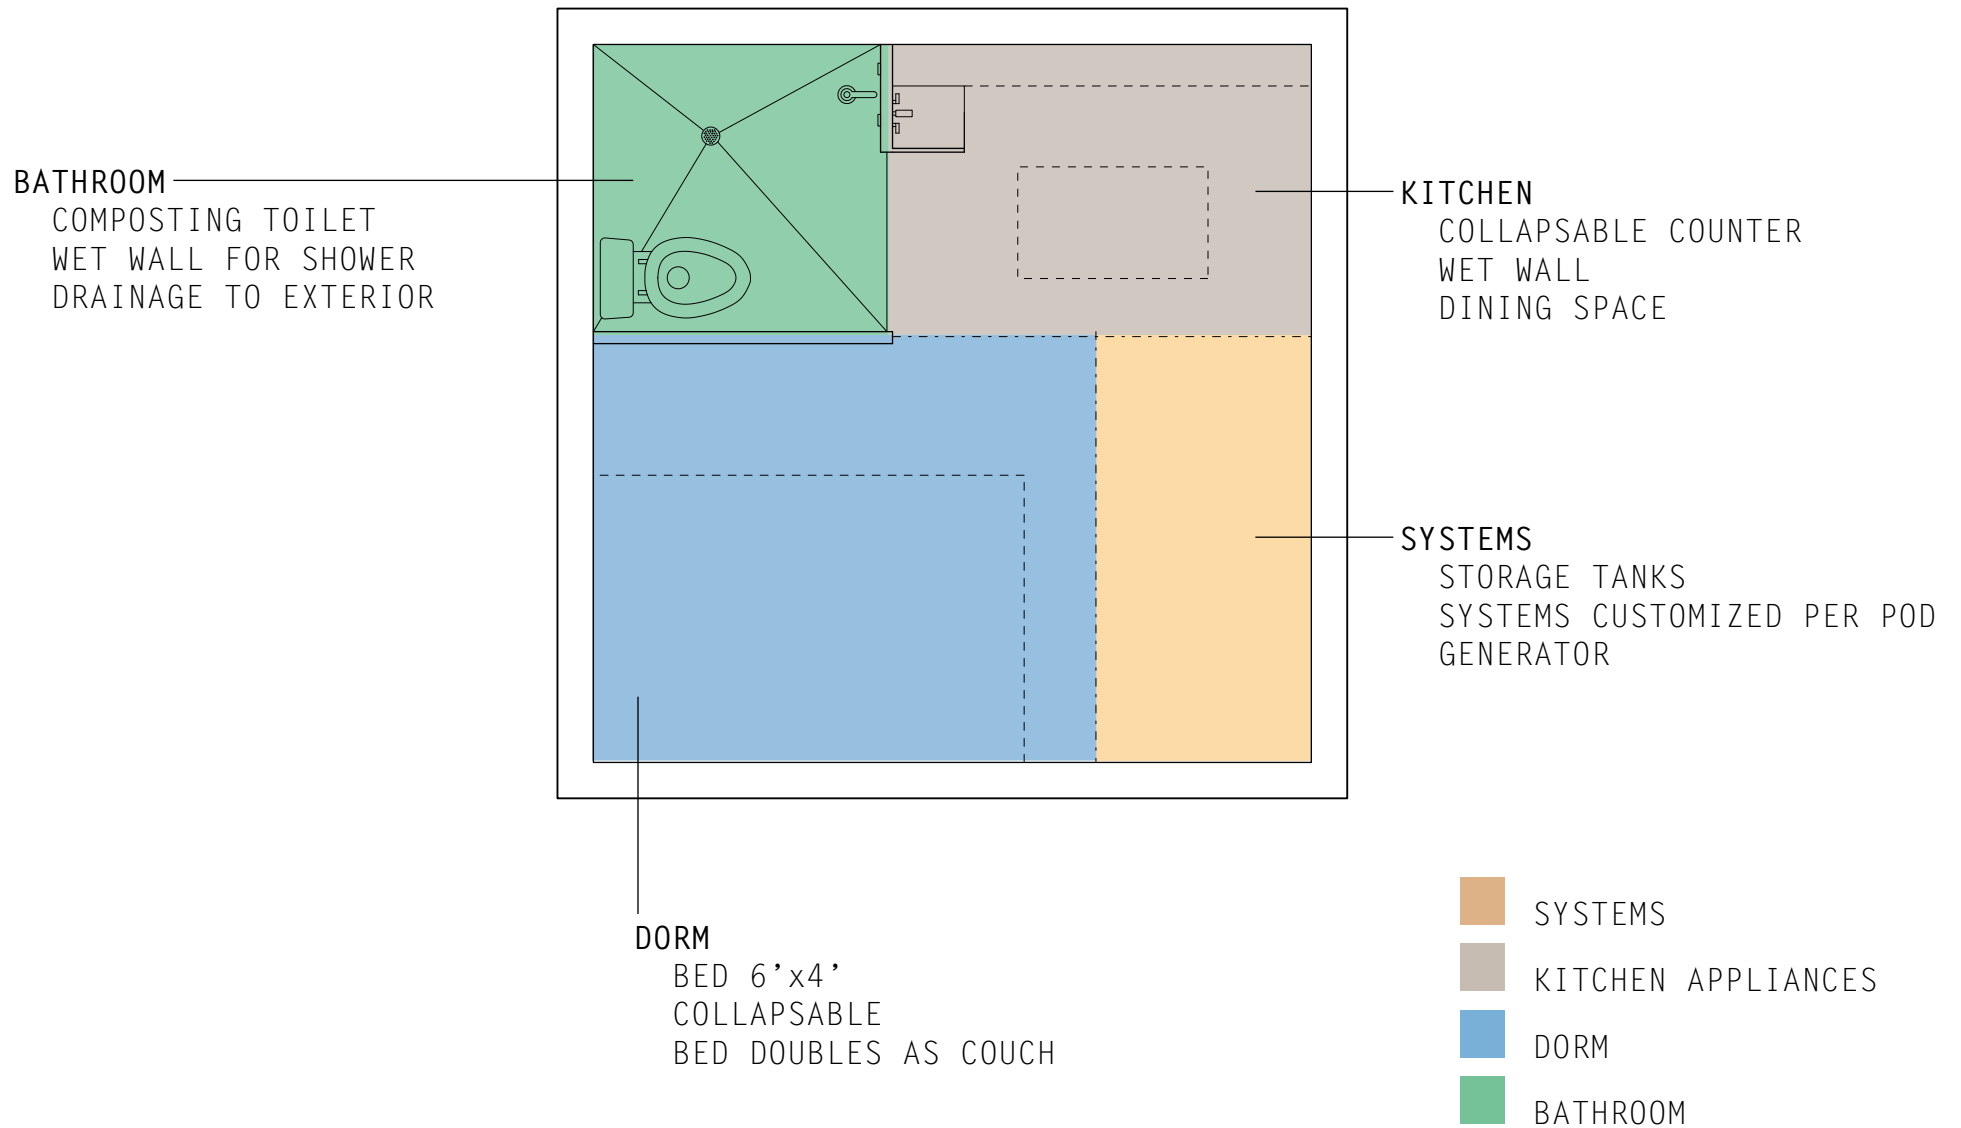 BATHROOM
COMPOSTING TOILET
WET WALL FOR SHOWER
DRAINAGE TO EXTERIOR
KITCHEN
COLLAPSABLE COUNTER
WET WALL
DINING SPACE
SYSTEMS
STORAGE TANKS
SYSTEMS CUSTOMIZED PER POD
GENERATOR
DORM
BED 6’x4’
COLLAPSABLE
BED DOUBLES AS COUCH
SYSTEMS
KITCHEN APPLIANCES
DORM
BATHROOM